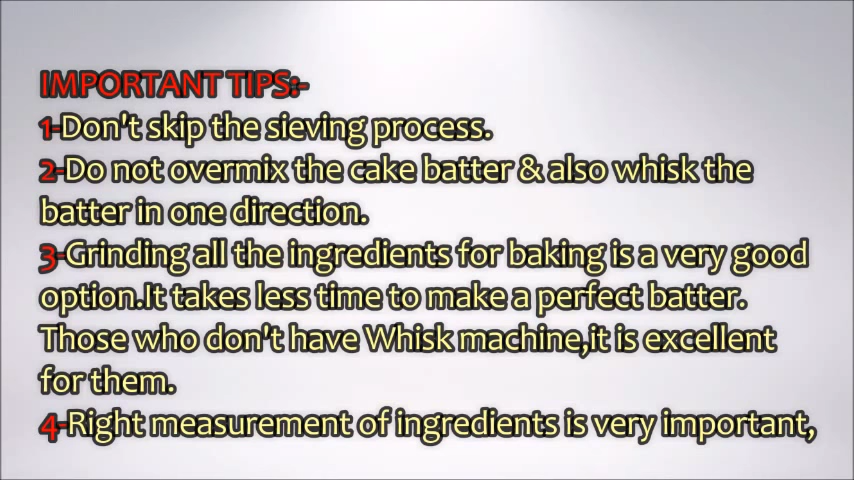 IMPORTANT TIPS:-
1-Don't skip the sieving process.
2-Do not overmix the cake batter & also whisk the
batter in one direction.
3-Grinding all the ingredients for baking is a very good
option.It takes less time to make a perfect batter.
Those who don't have Whisk machine,it is excellent
for them.
4-Right measurement of ingredients is very important,